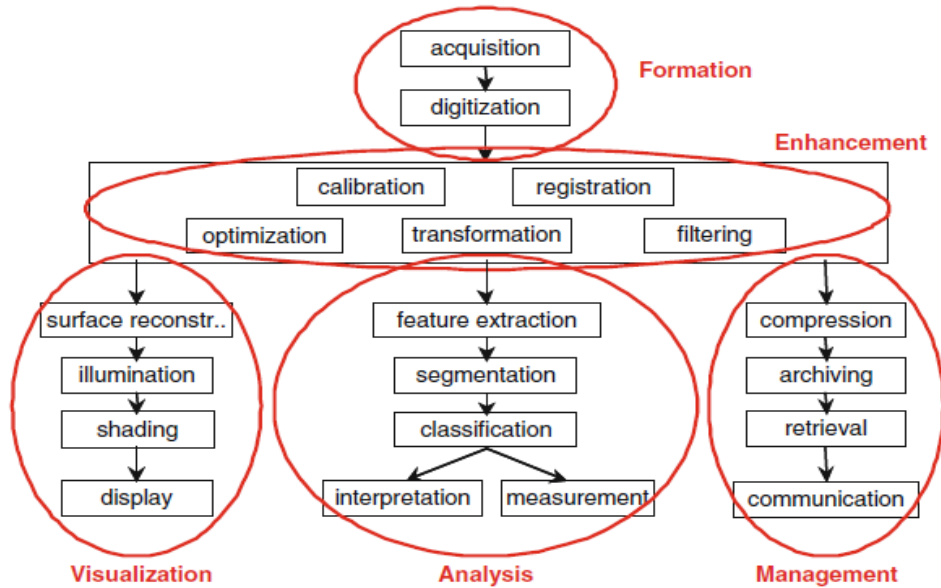 acquisition
Formation
digitization
Enhancement
calibration
registration
optimization
transformation
filtering
surface reconstr..
feature extraction
compression
illumination
segmentation
archiving
shading
classification
retrieval
display
interpretation
measurement
communication
Visualization
Analysis
Management